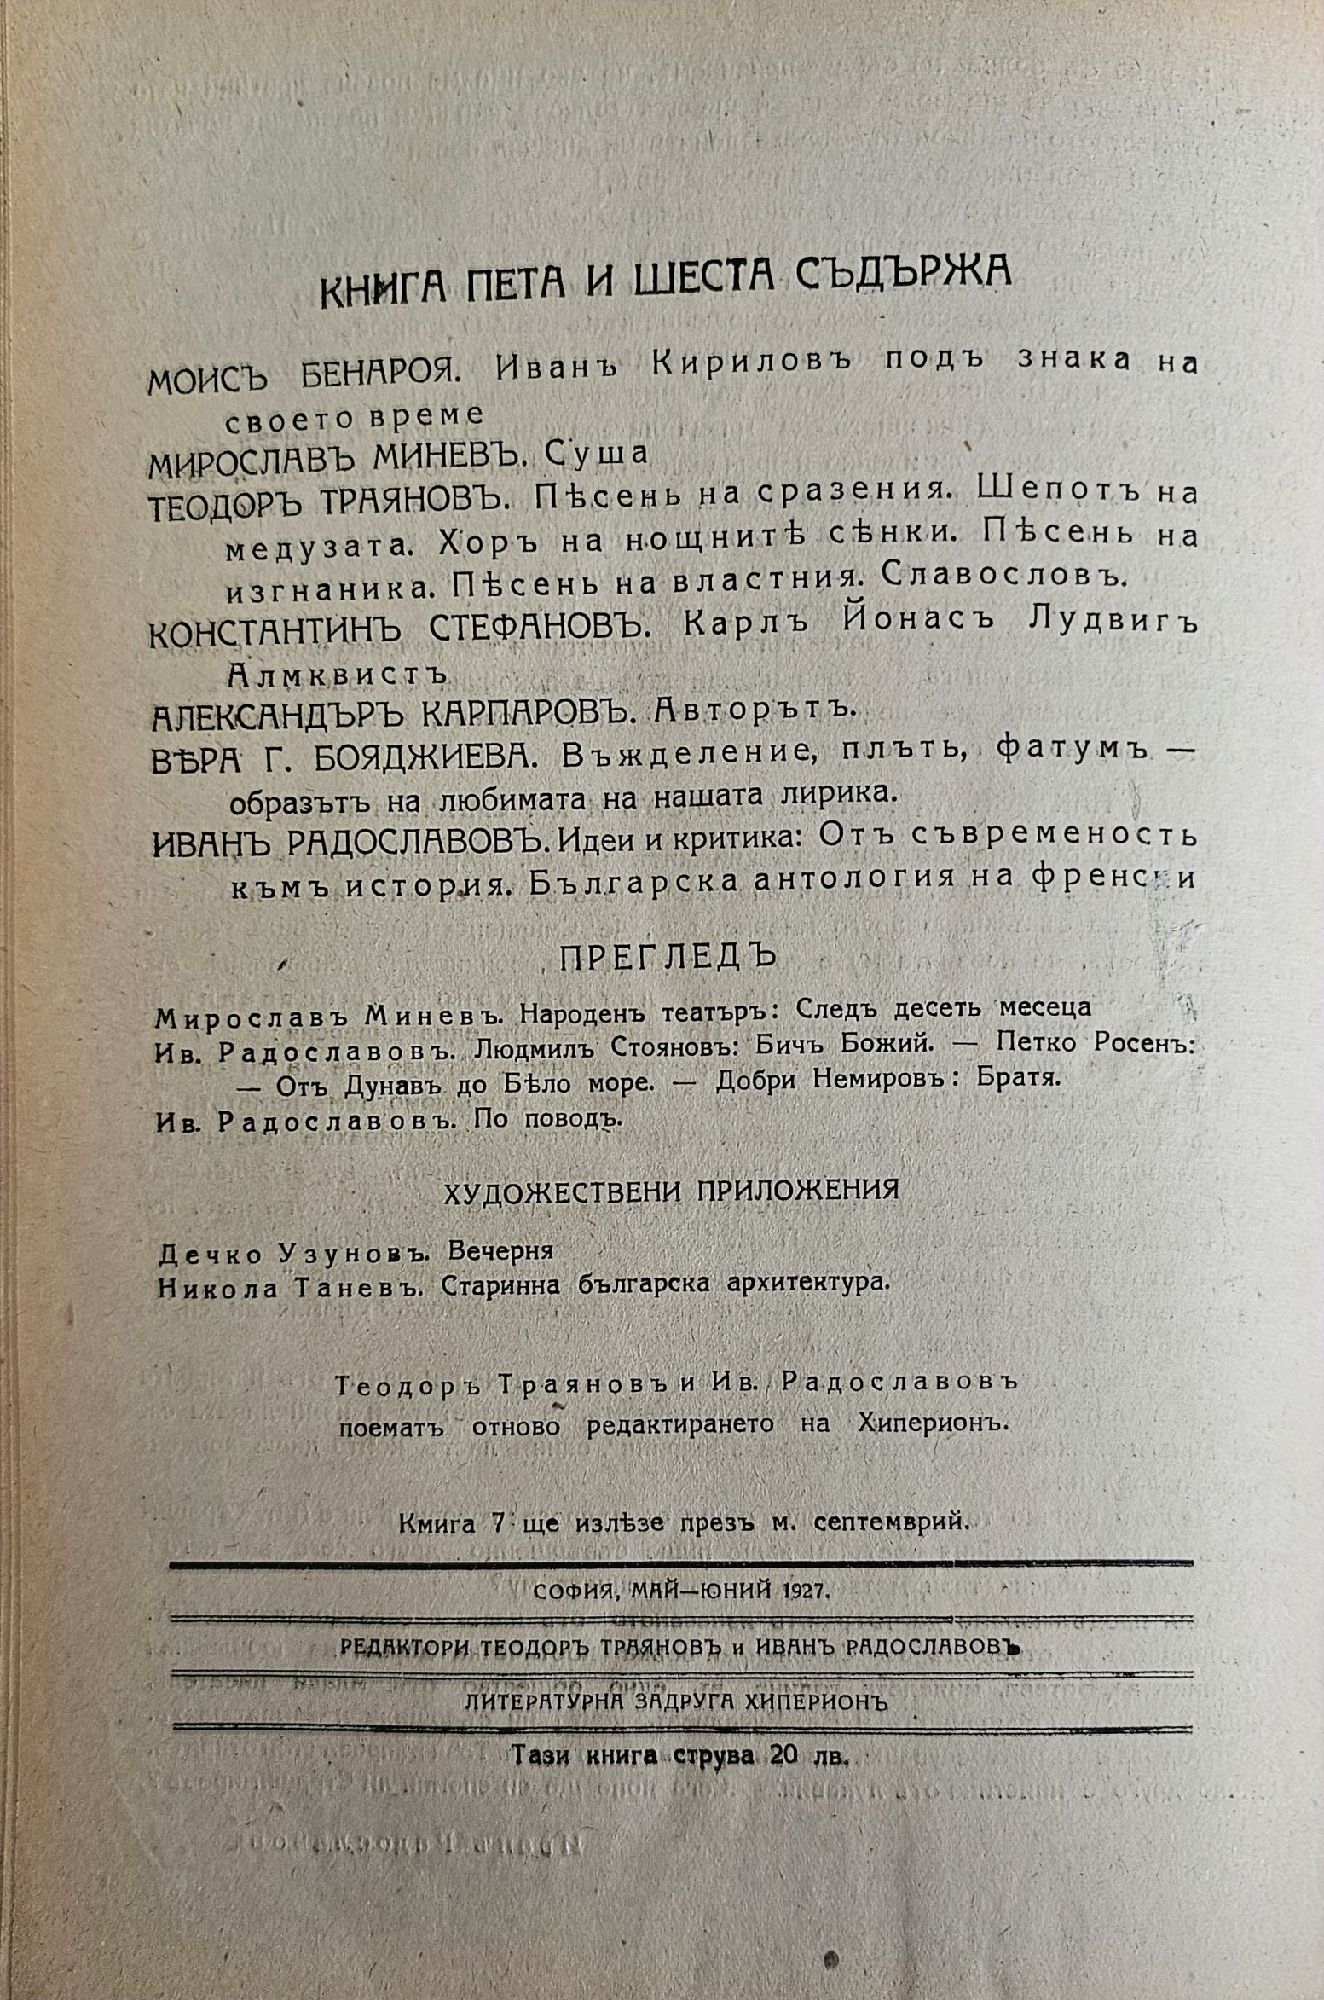 КНИГА ПЕТА И ШЕСТА СЪДЪРЖА
МОИСЪ БЕНАРОЯ. Иванъ Кириловъ подъ знака на
своето време
МИРОСЛАВЪ МИНЕВЪ. Суша
ТЕОДОРЪ ТРАЯНОВЪ. Пѣсень на сразения. Шепотъ на
медузата. Хоръ на нощнитѣ сѣнки. Пѣсень на
изгнаника. Пѣсень на властния. Славословъ.
КОНСТАНТИНЪ СТЕФАНОВЪ. Карлъ Йонасъ Лудвигъ
Алмквистъ
АЛЕКСАНДЪРЪ КАРПАРОВЪ. Авторътъ.
ВѢРА Г. БОЯДЖИЕВА. Въжделение, плъть, фатумъ —
образътъ на любимата на нашата лирика.
ИВАНЪ РАДОСЛАВОВЪ. Идеи и критика: Отъ съвременость
към​ъ история. Българска антология на френски
ПРЕГЛЕДЪ
Мирославъ Миневъ. Народенъ театъръ: Следъ десеть месеца
Ив. Радославовъ. Людмилъ Стояновъ: Бичъ Божий. — Петко Росенъ:
— Отъ Дунавъ до Бѣло море. — Добри Немировъ: Братя.
Ив. Радославовъ. По поводъ.
ХУДОЖЕСТВЕНИ ПРИЛОЖЕНИЯ
Дечко Узуновъ. Вечерня
Никола Таневъ. Старинна българска архитектура.
Теодоръ Траяновъ и Ив. Радославовъ
поематъ отново редактирането на Хиперионъ.
Кмига 7 ще излѣзе презъ м. септемврий.
СОФИЯ, МАЙ—ЮНИЙ 1927.
РЕДАКТОРИ ТЕОДОРЪ ТРАЯНОВЪ и ИВАНЪ РАДОСЛАВОВЪ
ЛИТЕРАТУРНА ЗАДРУГА ХИПЕРИОНЪ
Тази книга струва 20 лв.